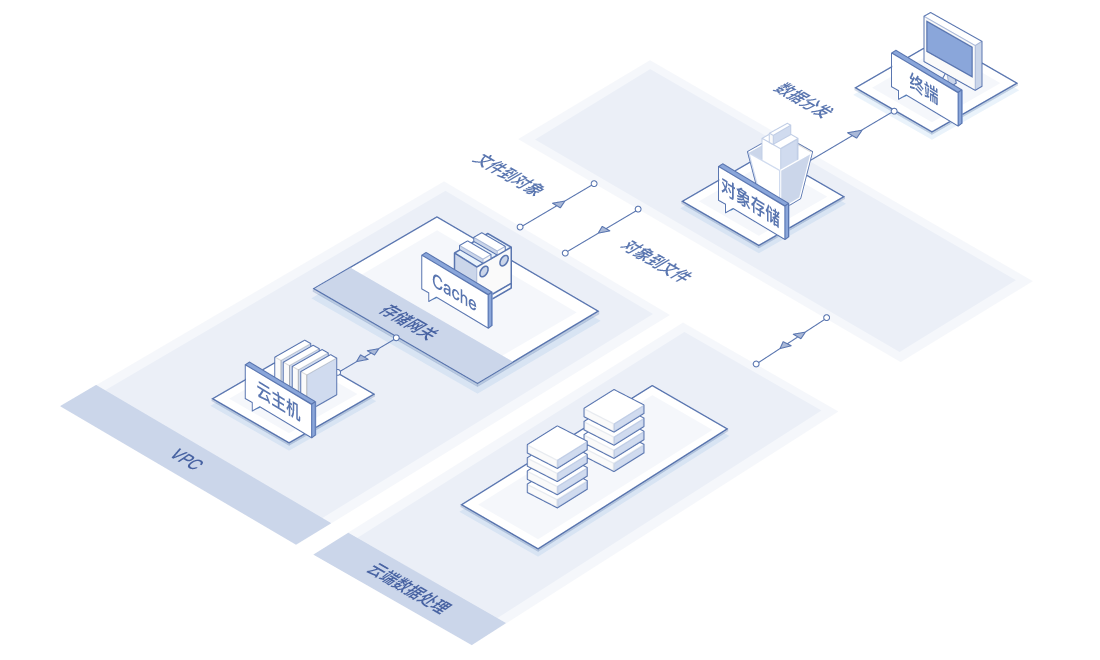 终端
数据分发
对象存储
文件到对象
对象到文件
Cache
存储网关
云主机
VPC
云端数据处理